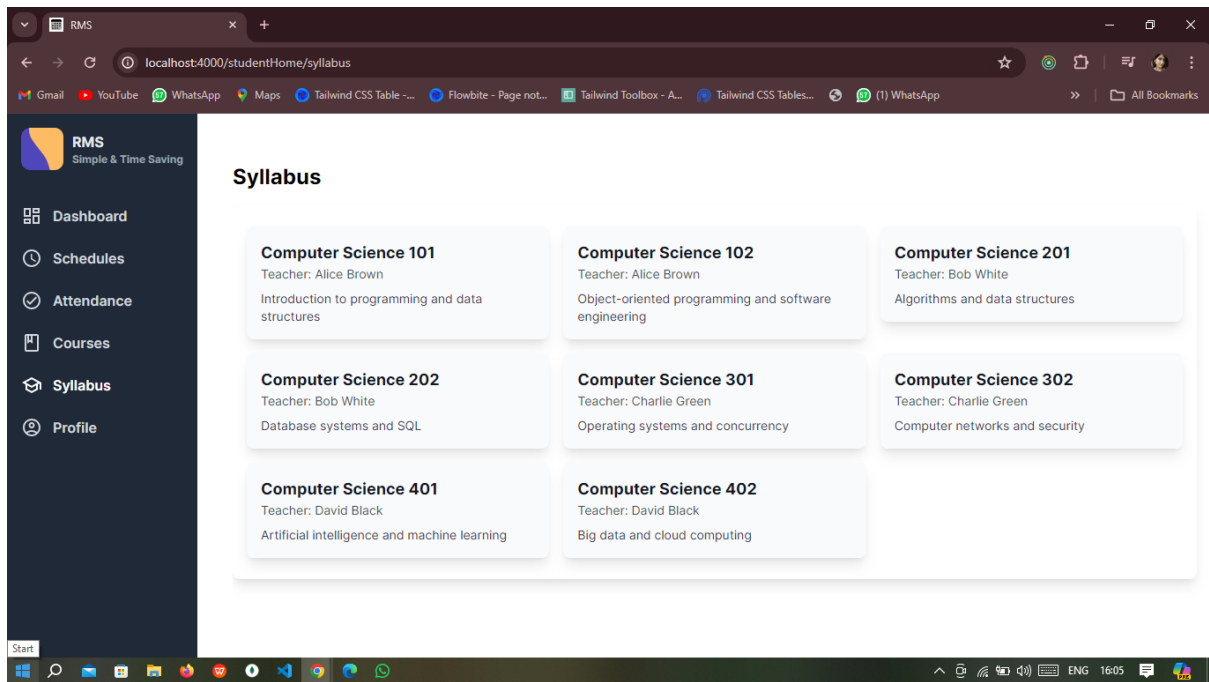 RMS
localhost:4000/studentHome/syllabus
Gmail YouTube WhatsApp Maps Tailwind CSS Table -... Flowbite - Page not... Tailwind Toolbox - A... Tailwind CSS Tables... (1) WhatsApp » All Bookmarks
RMS
Simple & Time Saving
Dashboard
Schedules
Attendance
Courses
Syllabus
Profile
Syllabus
Computer Science 101
Teacher: Alice Brown
Introduction to programming and data
structures
Computer Science 102
Teacher: Alice Brown
Object-oriented programming and software
engineering
Computer Science 201
Teacher: Bob White
Algorithms and data structures
Computer Science 202
Teacher: Bob White
Database systems and SQL
Computer Science 301
Teacher: Charlie Green
Operating systems and concurrency
Computer Science 302
Teacher: Charlie Green
Computer networks and security
Computer Science 401
Teacher: David Black
Artificial intelligence and machine learning
Computer Science 402
Teacher: David Black
Big data and cloud computing
Start
ENG 16:05